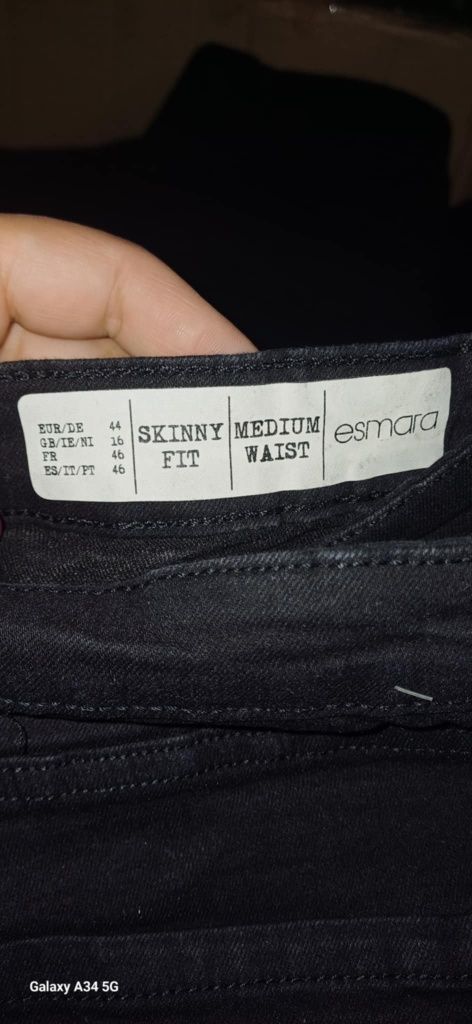 EUR/DE 44
GB/IE/NI 16
FR 46
ES/IT/PT 46
SKINNY
FIT
MEDIUM
WAIST
esmara
Galaxy A34 5G